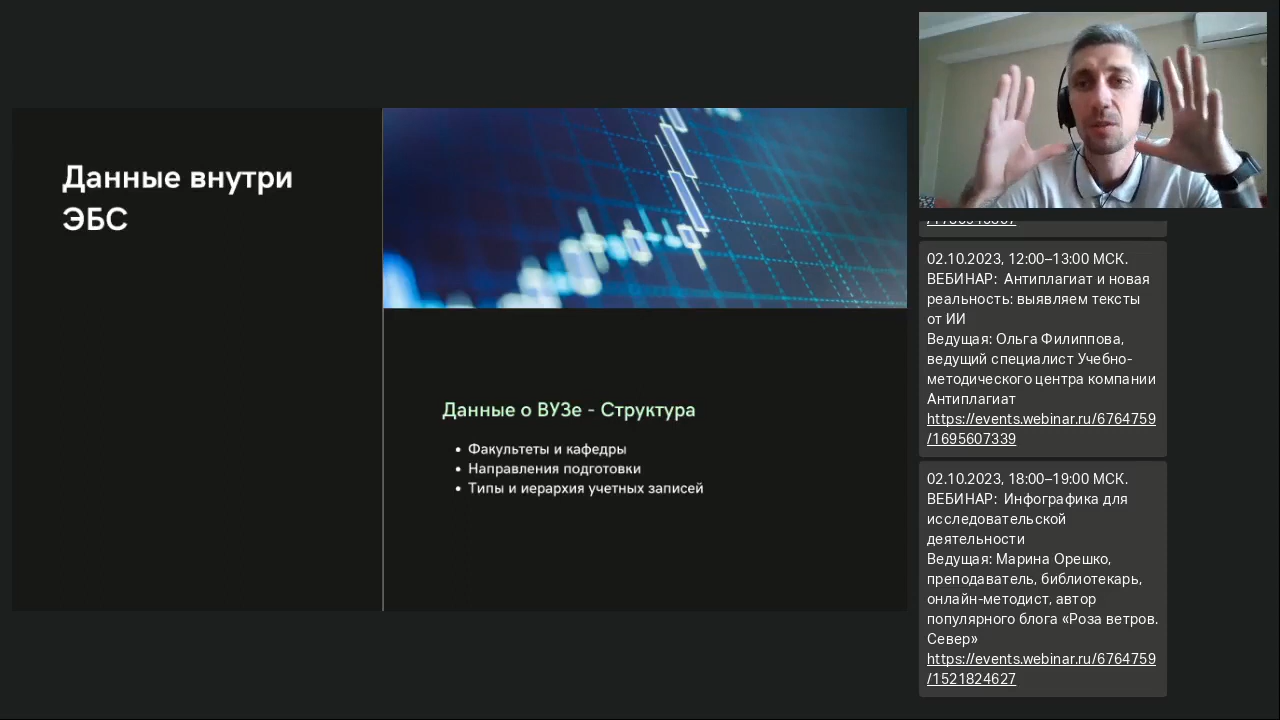 Данные внутри
ЭБС
Данные о ВУЗе - Структура
• Факультеты и кафедры
• Направления подготовки
• Типы и иерархия учетных записей
02.10.2023, 12:00–13:00 МСК.
ВЕБИНАР: Антиплагиат и новая
реальность: выявляем тексты
от ИИ
Ведущая: Ольга Филиппова,
ведущий специалист Учебно-
методического центра компании
Антиплагиат
https://events.webinar.ru/6764759
/1695607339
02.10.2023, 18:00–19:00 МСК.
ВЕБИНАР: Инфографика для
исследовательской
деятельности
Ведущая: Марина Орешко,
преподаватель, библиотекарь,
онлайн-методист, автор
популярного блога «Роза ветров.
Север»
https://events.webinar.ru/6764759
/1521824627